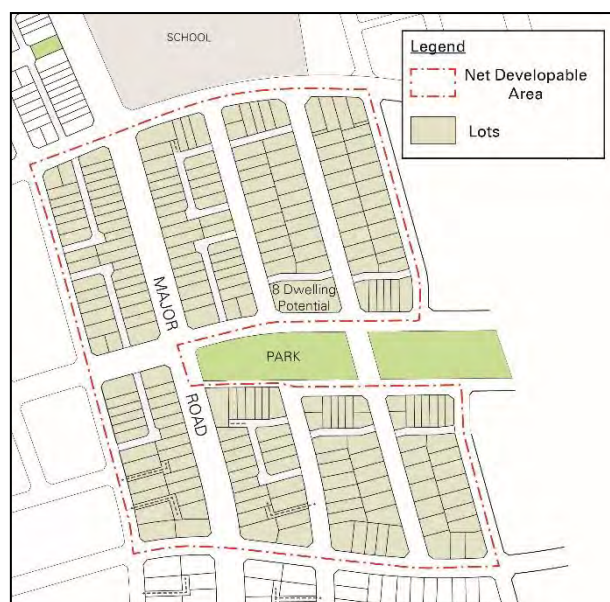 SCHOOL
Legend
Net Developable
Area
Lots
MAJOR
8 Dwelling
Potential
PARK
ROAD